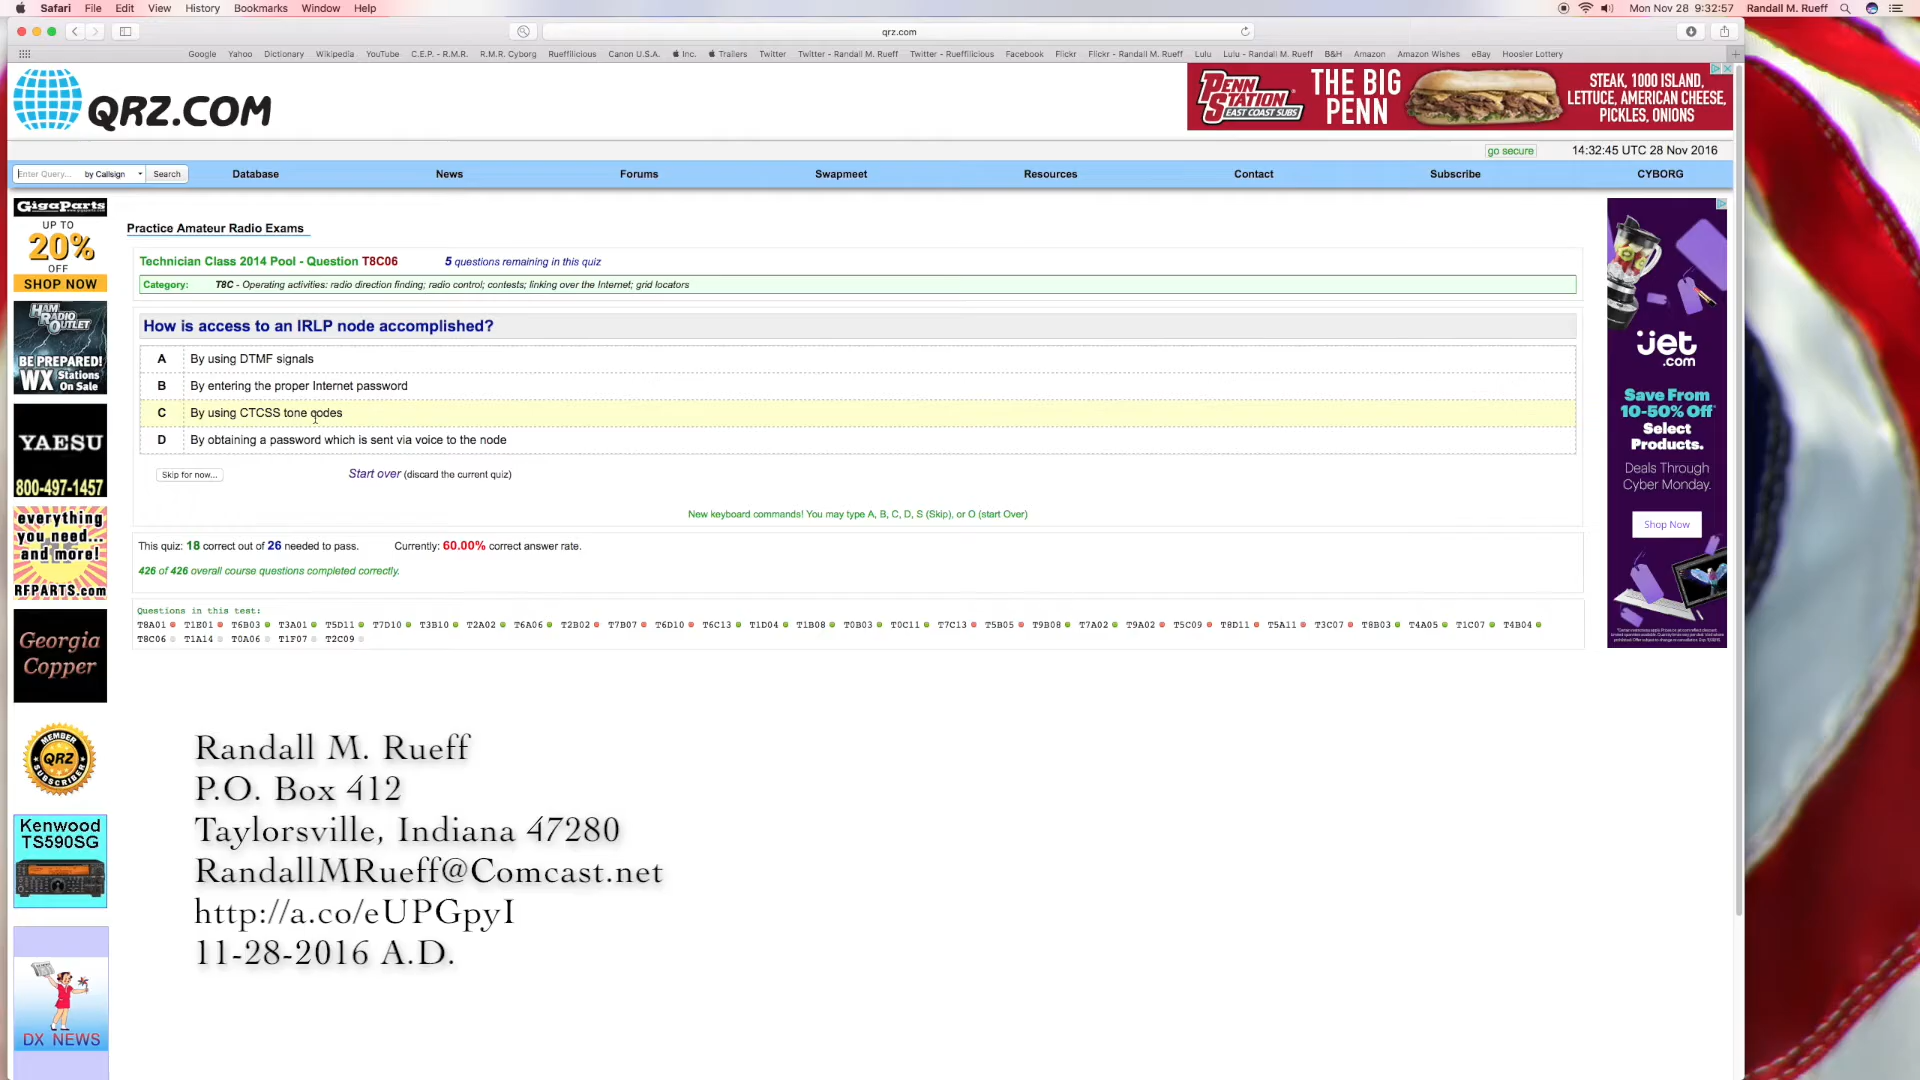 Safari File Edit View History Bookmarks Window Help
Mon Nov 28 9:32:57 Randall M. Rueff
qrz.com
Google Yahoo Dictionary Wikipedia YouTube C.E.P. - R.M.R. R.M.R. Cyborg Rueffilicious Canon U.S.A. Inc. Trailers Twitter Twitter - Randall M. Rueff Twitter - Rueffilicious Facebook Flickr Flickr - Randall M. Rueff Lulu Lulu - Randall M. Rueff B&H Amazon Amazon Wishes eBay Hoosier Lottery
QRZ.COM
PENN STATION EAST COAST SUBS
THE BIG PENN
STEAK, 1000 ISLAND, LETTUCE, AMERICAN CHEESE, PICKLES, ONIONS
go secure 14:32:45 UTC 28 Nov 2016
Enter Query... by Callsign Search Database News Forums Swapmeet Resources Contact Subscribe CYBORG
GigaParts
UP TO
20%
OFF
SHOP NOW
HAM RADIO OUTLET
BE PREPARED!
WX Stations On Sale
YAESU
800-497-1457
everything
you need...
and more!
RFPARTS.com
Georgia
Copper
MEMBER
QRZ
SUBSCRIBER
Kenwood
TS590SG
DX NEWS
Practice Amateur Radio Exams
Technician Class 2014 Pool - Question T8C06 5 questions remaining in this quiz
Category: T8C - Operating activities: radio direction finding; radio control; contests; linking over the Internet; grid locators
How is access to an IRLP node accomplished?
A By using DTMF signals
B By entering the proper Internet password
C By using CTCSS tone codes
D By obtaining a password which is sent via voice to the node
Skip for now... Start over (discard the current quiz)
New keyboard commands! You may type A, B, C, D, S (Skip), or O (start Over)
This quiz: 18 correct out of 26 needed to pass. Currently: 60.00% correct answer rate.
426 of 426 overall course questions completed correctly.
Questions in this test:
T8A01 T1E01 T6B03 T3A01 T5D11 T7D10 T3B10 T2A02 T6A06 T2B02 T7B07 T6D10 T6C13 T1D04 T1B08 T0B03 T0C11 T7C13 T5B05 T9B08 T7A02 T9A02 T5C09 T8D11 T5A11 T3C07 T8B03 T4A05 T1C07 T4B04
T8C06 T1A14 T0A06 T1F07 T2C09
Jet
.com
Save From
10-50% Off*
Select
Products.
Deals Through
Cyber Monday.
Shop Now
Randall M. Rueff
P.O. Box 412
Taylorsville, Indiana 47280
RandallMRueff@Comcast.net
http://a.co/eUPGpyI
11-28-2016 A.D.